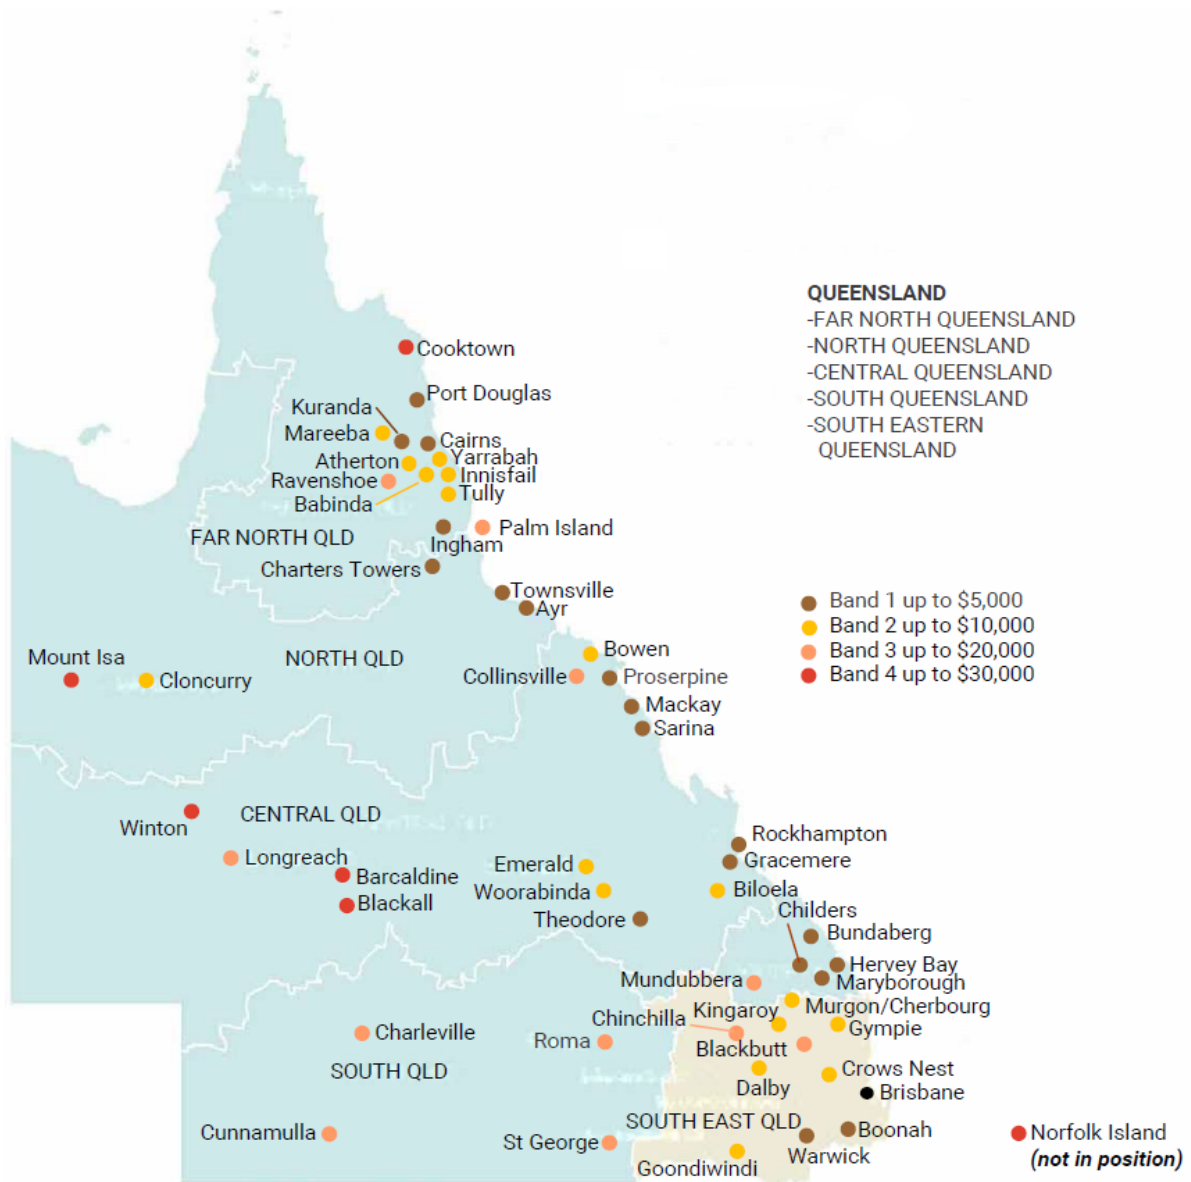 QUEENSLAND
-FAR NORTH QUEENSLAND
-NORTH QUEENSLAND
-CENTRAL QUEENSLAND
-SOUTH QUEENSLAND
-SOUTH EASTERN
QUEENSLAND
Cooktown
Port Douglas
Kuranda
Mareeba
Cairns
Yarrabah
Atherton
Innisfail
Ravenshoe
Tully
Babinda
Palm Island
FAR NORTH QLD
Ingham
Charters Towers
Townsville
Ayr
Band 1 up to $5,000
Band 2 up to $10,000
Band 3 up to $20,000
Band 4 up to $30,000
Bowen
Mount Isa
NORTH QLD
Collinsville
Proserpine
Cloncurry
Mackay
Sarina
Winton
CENTRAL QLD
Rockhampton
Longreach
Gracemere
Emerald
Barcaldine
Woorabinda
Biloela
Blackall
Childers
Theodore
Bundaberg
Hervey Bay
Mundubbera
Maryborough
Kingaroy
Murgon/Cherbourg
Chinchilla
Gympie
Charleville
Roma
Blackbutt
SOUTH QLD
Crows Nest
Dalby
Brisbane
SOUTH EAST QLD
Boonah
Cunnamulla
St George
Warwick
Goondiwindi
Norfolk Island
(not in position)